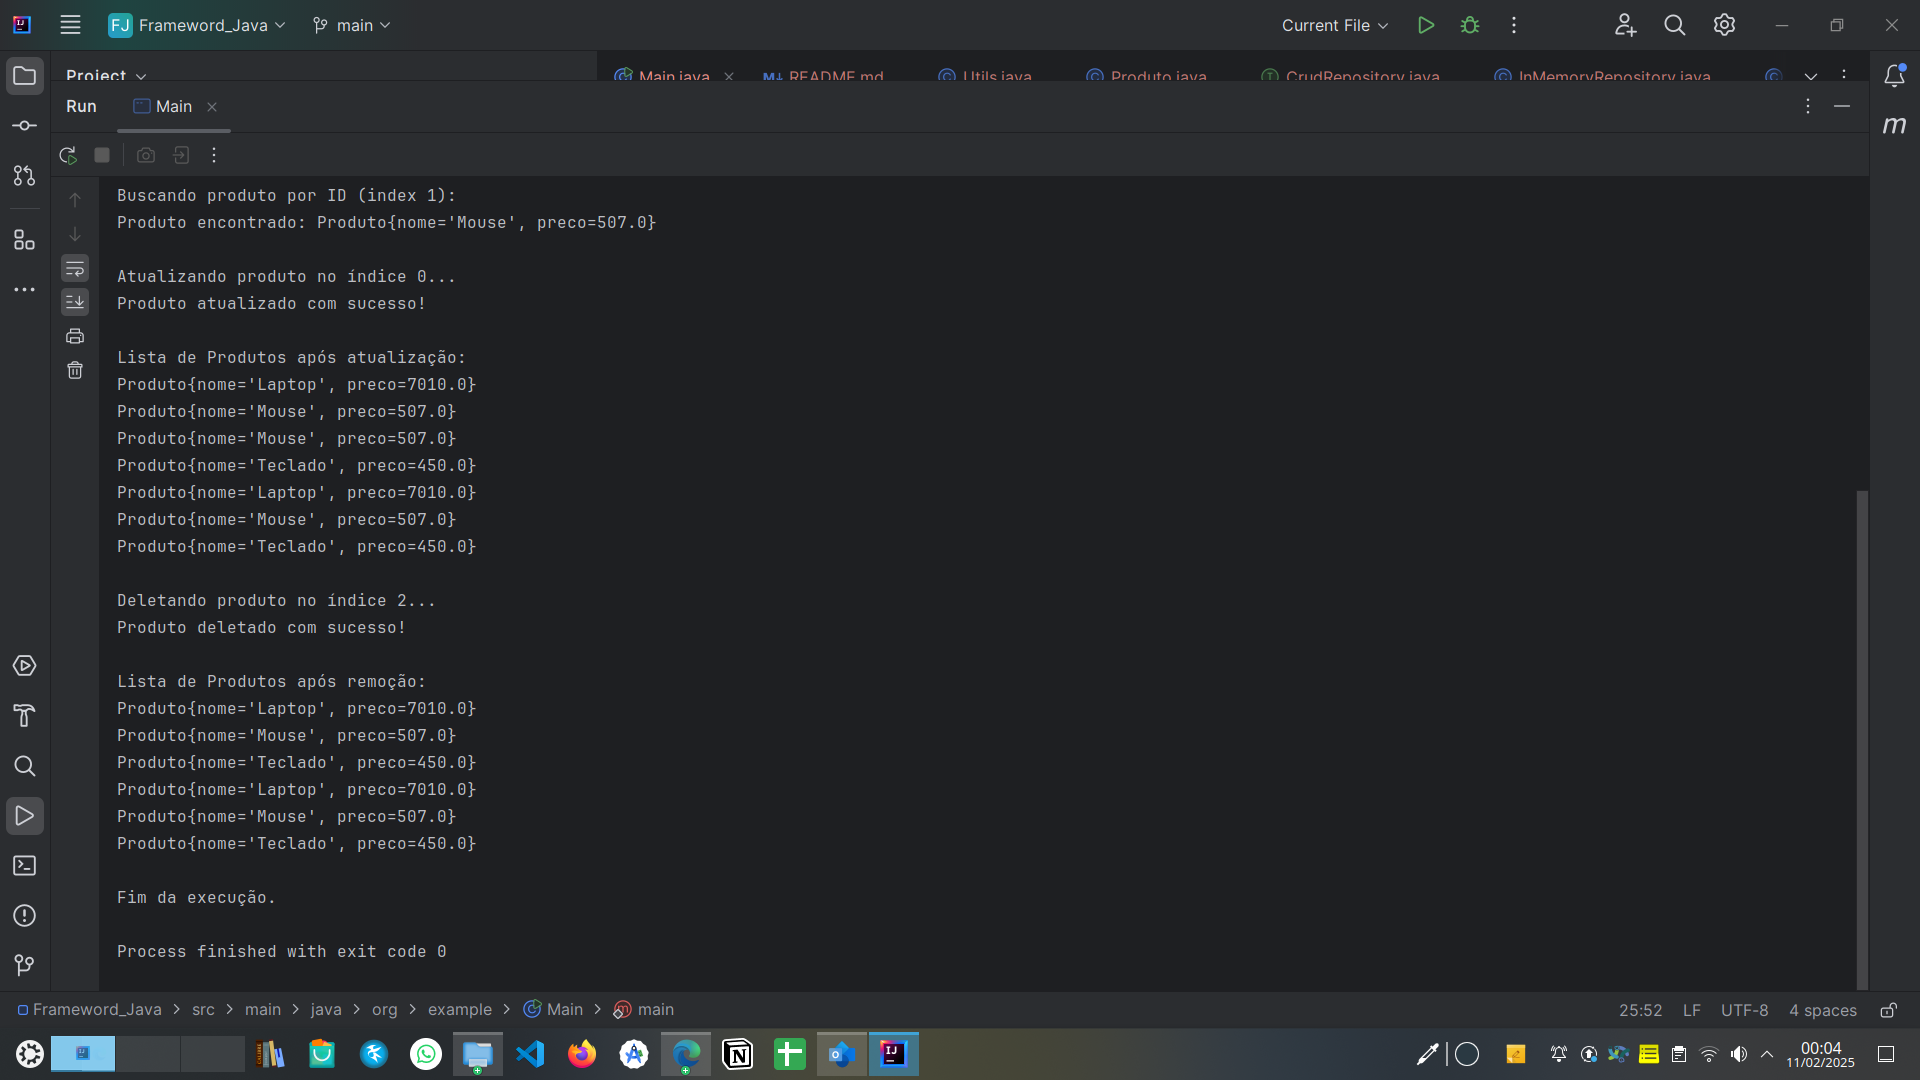 FJ Frameword_Java main Current File
Project Main.java README.md Utils.java Produto.java CrudRepository.java InMemoryRepository.java
Run Main
Buscando produto por ID (index 1):
Produto encontrado: Produto{nome='Mouse', preco=507.0}
Atualizando produto no índice 0...
Produto atualizado com sucesso!
Lista de Produtos após atualização:
Produto{nome='Laptop', preco=7010.0}
Produto{nome='Mouse', preco=507.0}
Produto{nome='Mouse', preco=507.0}
Produto{nome='Teclado', preco=450.0}
Produto{nome='Laptop', preco=7010.0}
Produto{nome='Mouse', preco=507.0}
Produto{nome='Teclado', preco=450.0}
Deletando produto no índice 2...
Produto deletado com sucesso!
Lista de Produtos após remoção:
Produto{nome='Laptop', preco=7010.0}
Produto{nome='Mouse', preco=507.0}
Produto{nome='Teclado', preco=450.0}
Produto{nome='Laptop', preco=7010.0}
Produto{nome='Mouse', preco=507.0}
Produto{nome='Teclado', preco=450.0}
Fim da execução.
Process finished with exit code 0
Frameword_Java > src > main > java > org > example > Main > main 25:52 LF UTF-8 4 spaces
00:04
11/02/2025